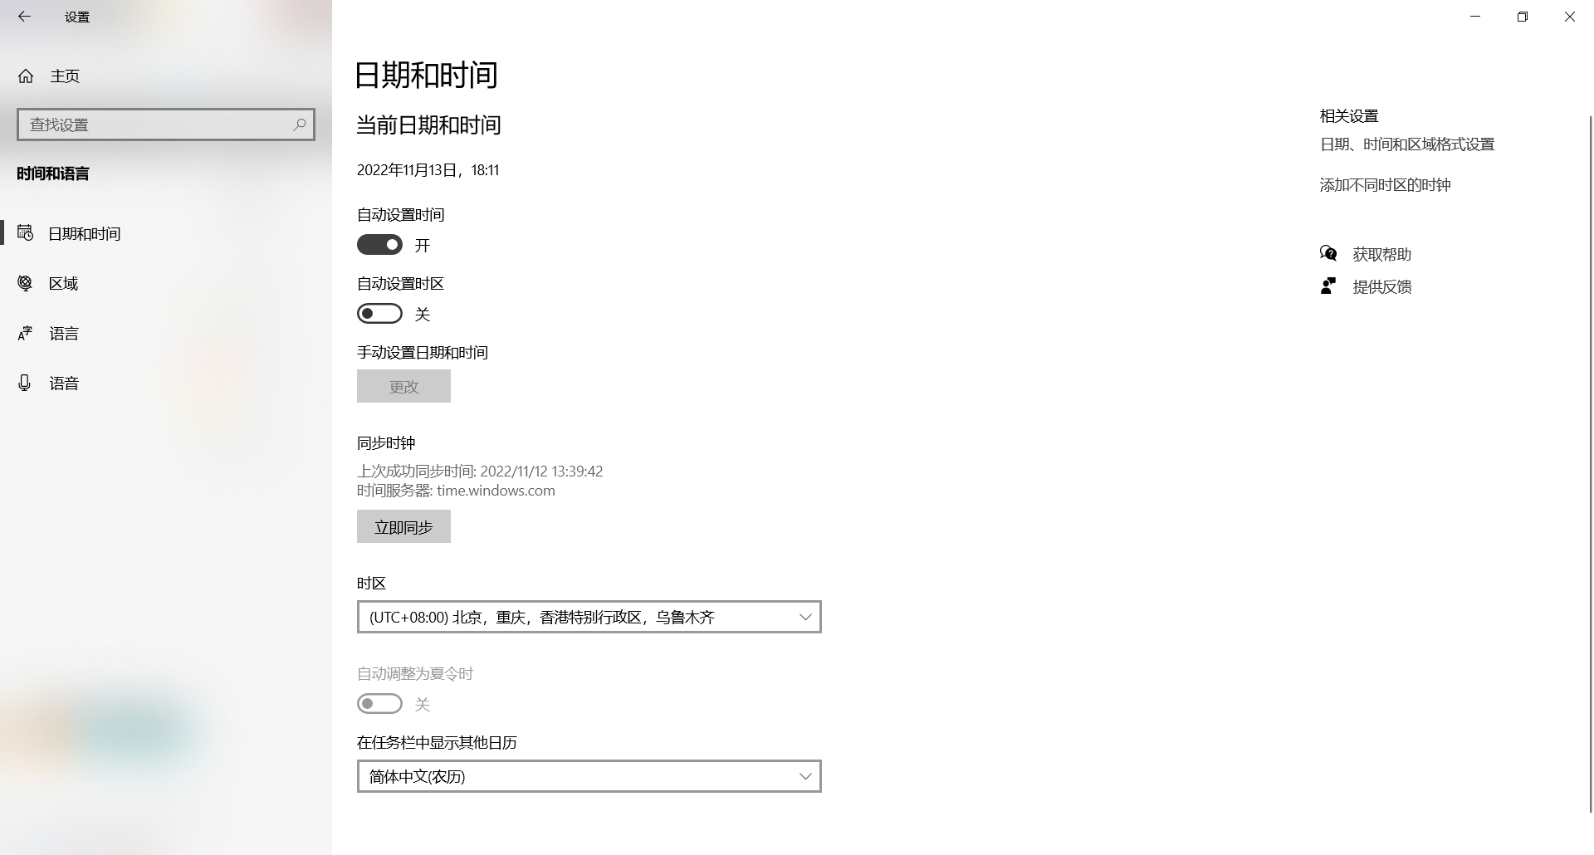 设置
主页
查找设置
时间和语言
日期和时间
区域
语言
语音
日期和时间
当前日期和时间
2022年11月13日，18:11
自动设置时间
开
自动设置时区
关
手动设置日期和时间
更改
同步时钟
上次成功同步时间: 2022/11/12 13:39:42
时间服务器: time.windows.com
立即同步
时区
(UTC+08:00) 北京，重庆，香港特别行政区，乌鲁木齐
自动调整为夏令时
关
在任务栏中显示其他日历
简体中文(农历)
相关设置
日期、时间和区域格式设置
添加不同时区的时钟
获取帮助
提供反馈